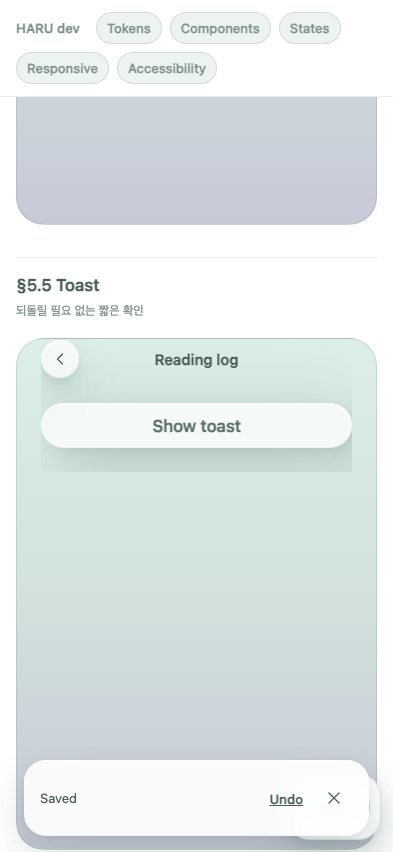 HARU dev Tokens Components States
Responsive Accessibility
§5.5 Toast
되돌릴 필요 없는 짧은 확인
Reading log
Show toast
Saved Undo